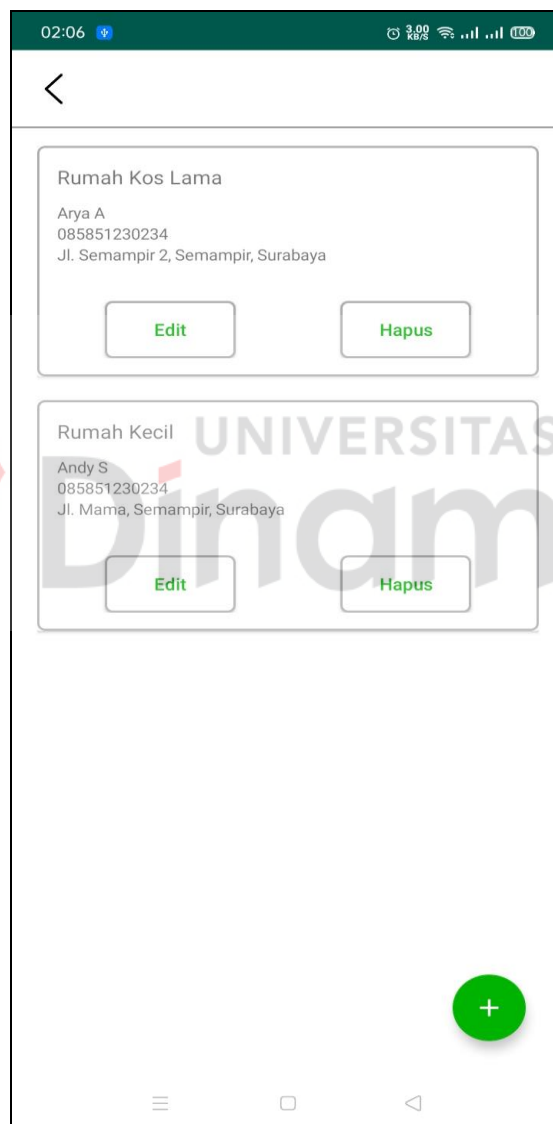 02:06
3.00
KB/S
100
Rumah Kos Lama
Arya A
085851230234
Jl. Semampir 2, Semampir, Surabaya
Edit Hapus
UNIVERSITAS
Rumah Kecil
Dinam
Andy S
085851230234
Jl. Mama, Semampir, Surabaya
Edit Hapus
+